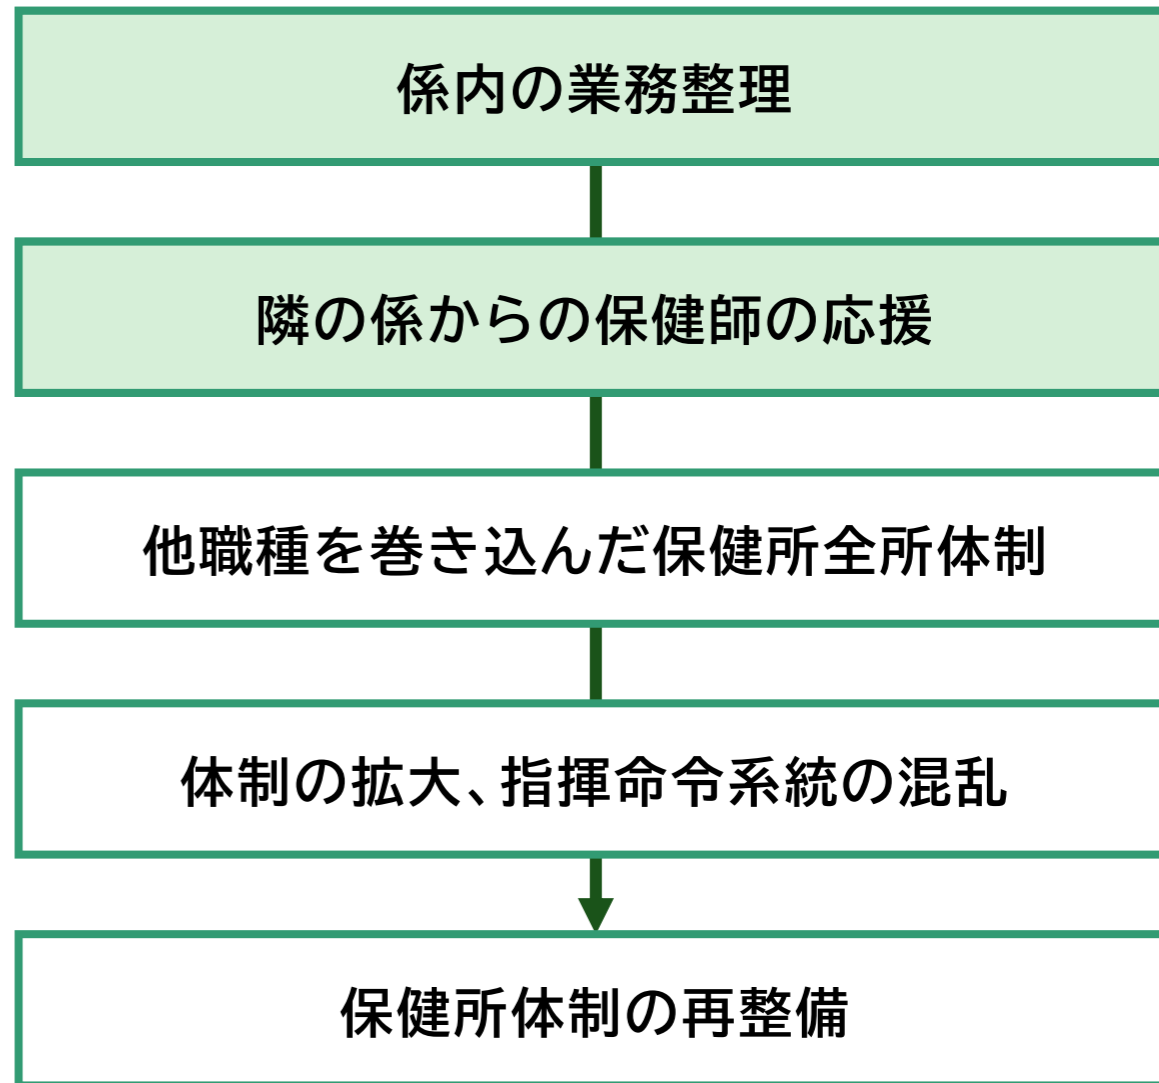 係内の業務整理
隣の係からの保健師の応援
他職種を巻き込んだ保健所全所体制
体制の拡大、指揮命令系統の混乱
保健所体制の再整備